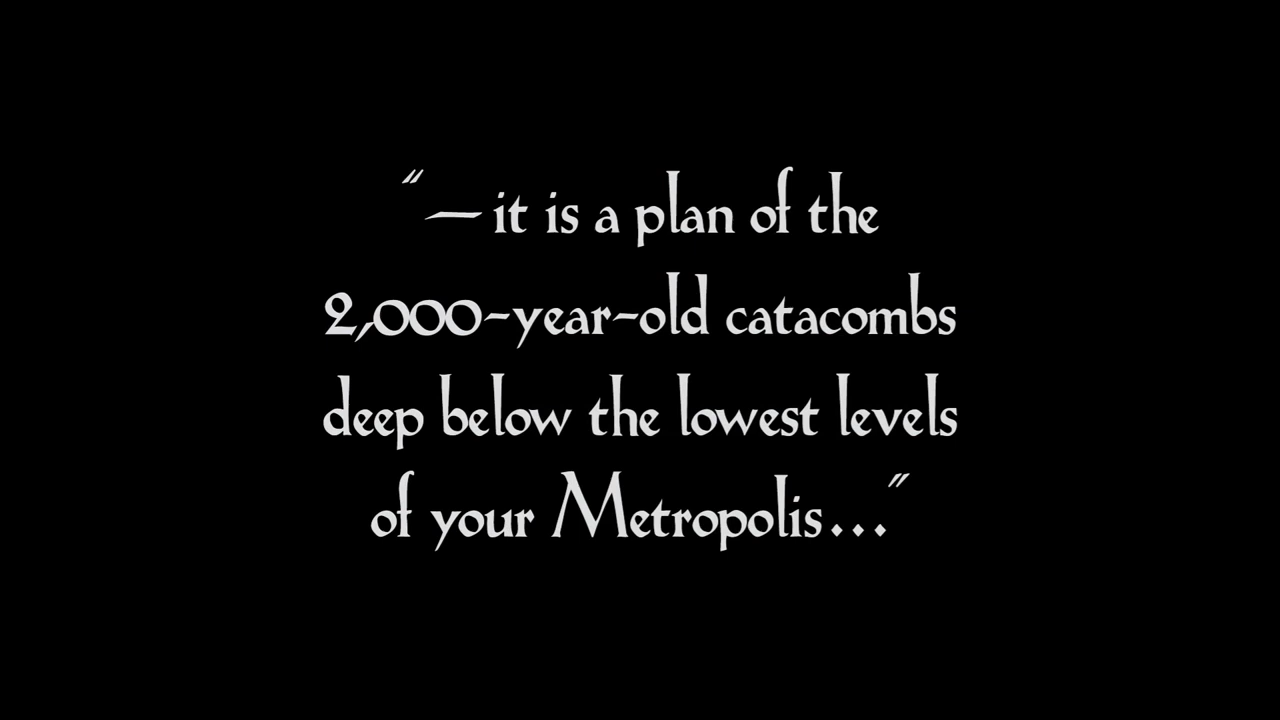 “—it is a plan of the
2,000-year-old catacombs
deep below the lowest levels
of your Metropolis...”